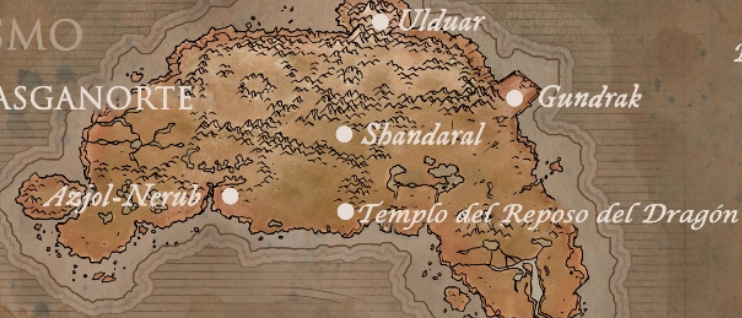 Ulduar
SMO
ASGANORTE
Gundrak
Shandaral
Azjol-Nerub
Templo del Reposo del Dragón